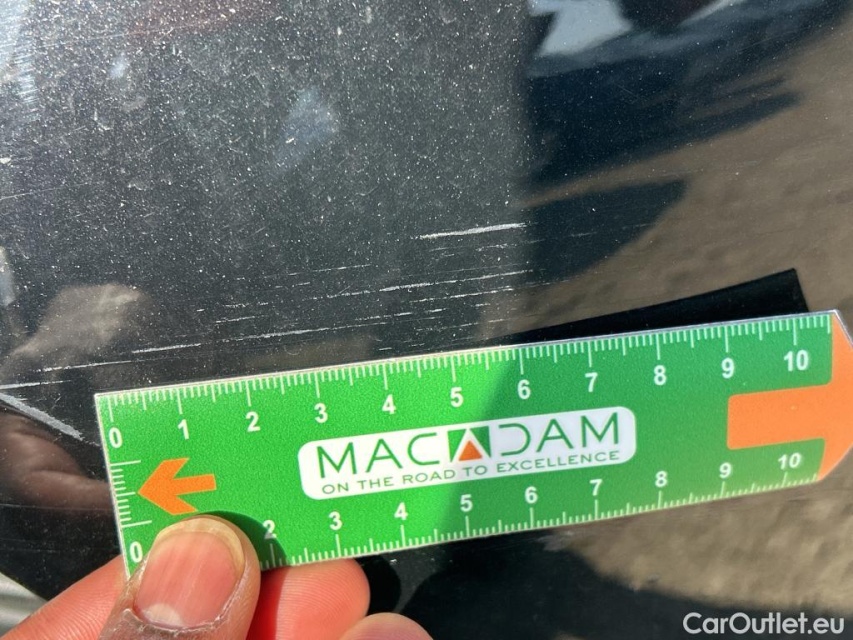 0 1 2 3 4 5 6 7 8 9 10
MACADAM
ON THE ROAD TO EXCELLENCE
0 2 3 4 5 6 7 8 9 10
CarOutlet.eu